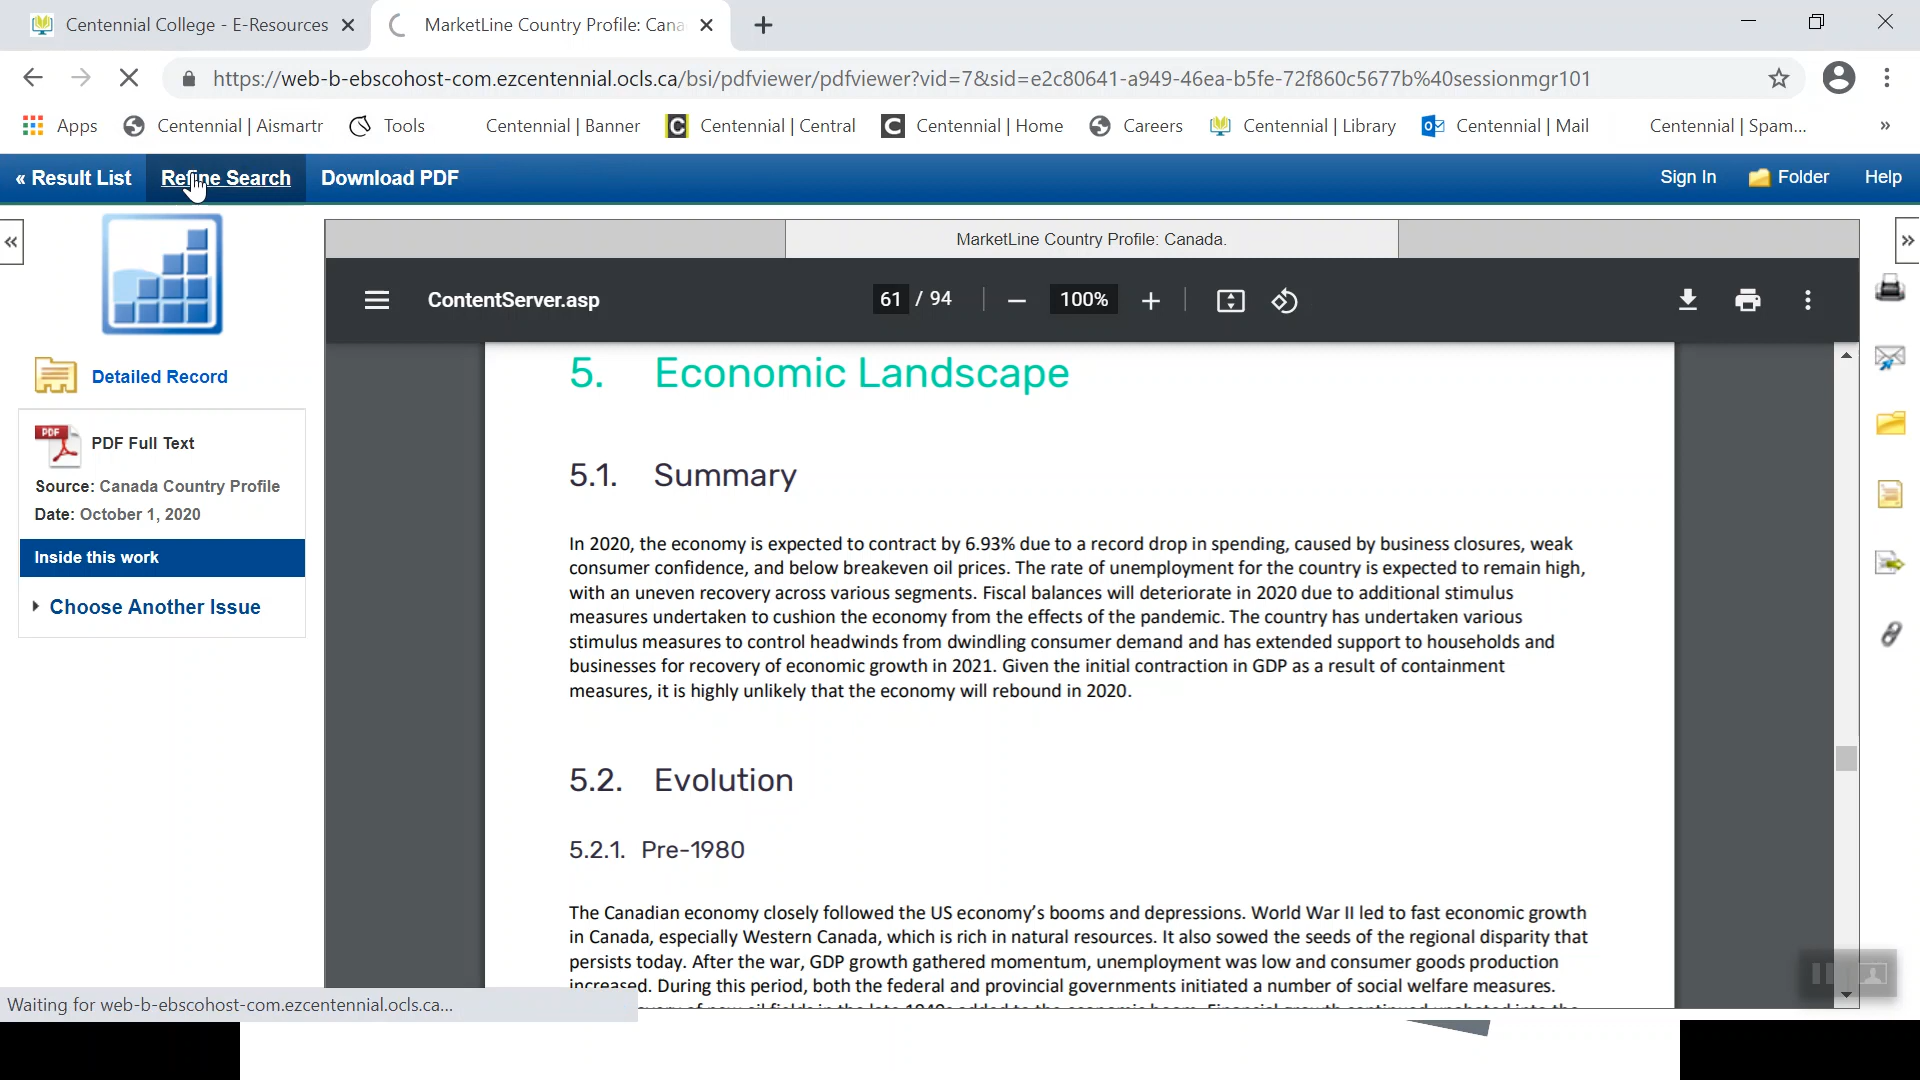 Centennial College - E-Resources
MarketLine Country Profile: Cana
https://web-b-ebscohost-com.ezcentennial.ocls.ca/bsi/pdfviewer/pdfviewer?vid=7&sid=e2c80641-a949-46ea-b5fe-72f860c5677b%40sessionmgr101
Apps Centennial | Aismartr Tools Centennial | Banner Centennial | Central Centennial | Home Careers Centennial | Library Centennial | Mail Centennial | Spam... »
« Result List Refine Search Download PDF Sign In Folder Help
MarketLine Country Profile: Canada.
ContentServer.asp 61 / 94 100%
Detailed Record
PDF PDF Full Text
Source: Canada Country Profile
Date: October 1, 2020
Inside this work
Choose Another Issue
5. Economic Landscape
5.1. Summary
In 2020, the economy is expected to contract by 6.93% due to a record drop in spending, caused by business closures, weak
consumer confidence, and below breakeven oil prices. The rate of unemployment for the country is expected to remain high,
with an uneven recovery across various segments. Fiscal balances will deteriorate in 2020 due to additional stimulus
measures undertaken to cushion the economy from the effects of the pandemic. The country has undertaken various
stimulus measures to control headwinds from dwindling consumer demand and has extended support to households and
businesses for recovery of economic growth in 2021. Given the initial contraction in GDP as a result of containment
measures, it is highly unlikely that the economy will rebound in 2020.
5.2. Evolution
5.2.1. Pre-1980
The Canadian economy closely followed the US economy's booms and depressions. World War II led to fast economic growth
in Canada, especially Western Canada, which is rich in natural resources. It also sowed the seeds of the regional disparity that
persists today. After the war, GDP growth gathered momentum, unemployment was low and consumer goods production
increased. During this period, both the federal and provincial governments initiated a number of social welfare measures.
Waiting for web-b-ebscohost-com.ezcentennial.ocls.ca...